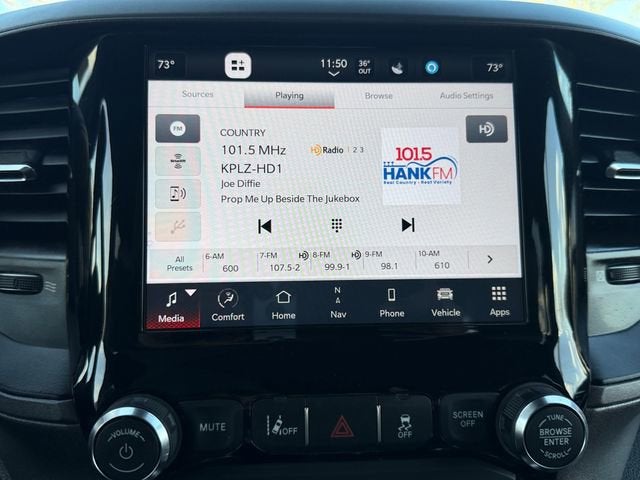 73° 11:50 36° OUT 73°
Sources Playing Browse Audio Settings
FM
SiriusXM
COUNTRY
101.5 MHz HD Radio 2 3
KPLZ-HD1
Joe Diffie
Prop Me Up Beside The Jukebox
101.5
HANK FM
Real Country • Real Variety
HD
All Presets
6-AM 600
7-FM 107.5-2
HD 8-FM 99.9-1
HD 9-FM 98.1
10-AM 610
Media Comfort Home Nav Phone Vehicle Apps
N
A
VOLUME
MUTE
OFF
OFF
SCREEN OFF
TUNE
BROWSE
ENTER
SCROLL